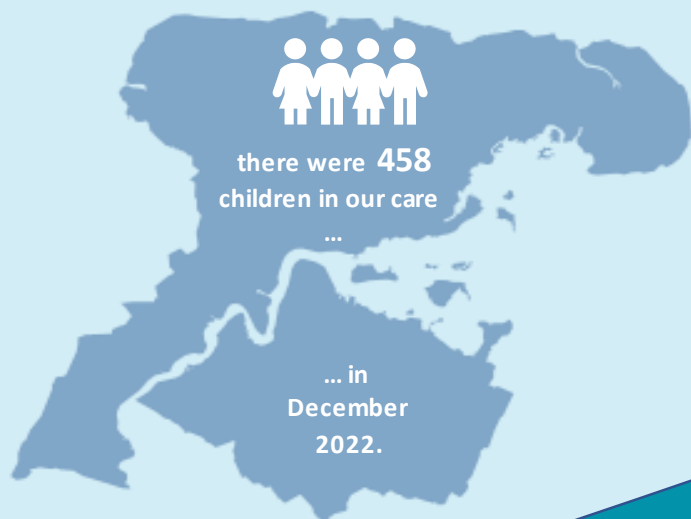 there were 458
children in our care
...
... in
December
2022.